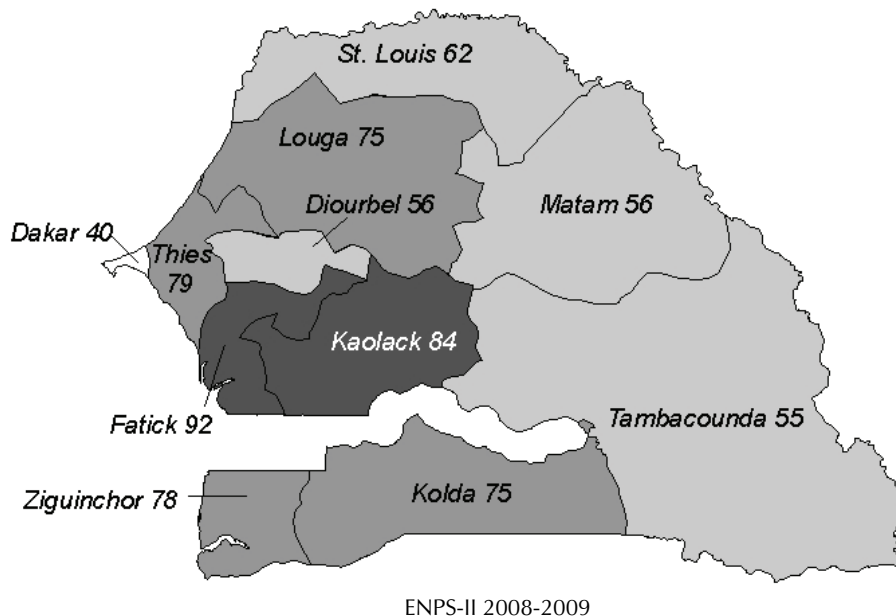 St. Louis 62
Louga 75
Diourbel 56
Matam 56
Dakar 40
Thies
79
Kaolack 84
Fatick 92
Tambacounda 55
Ziguinchor 78
Kolda 75
ENPS-II 2008-2009